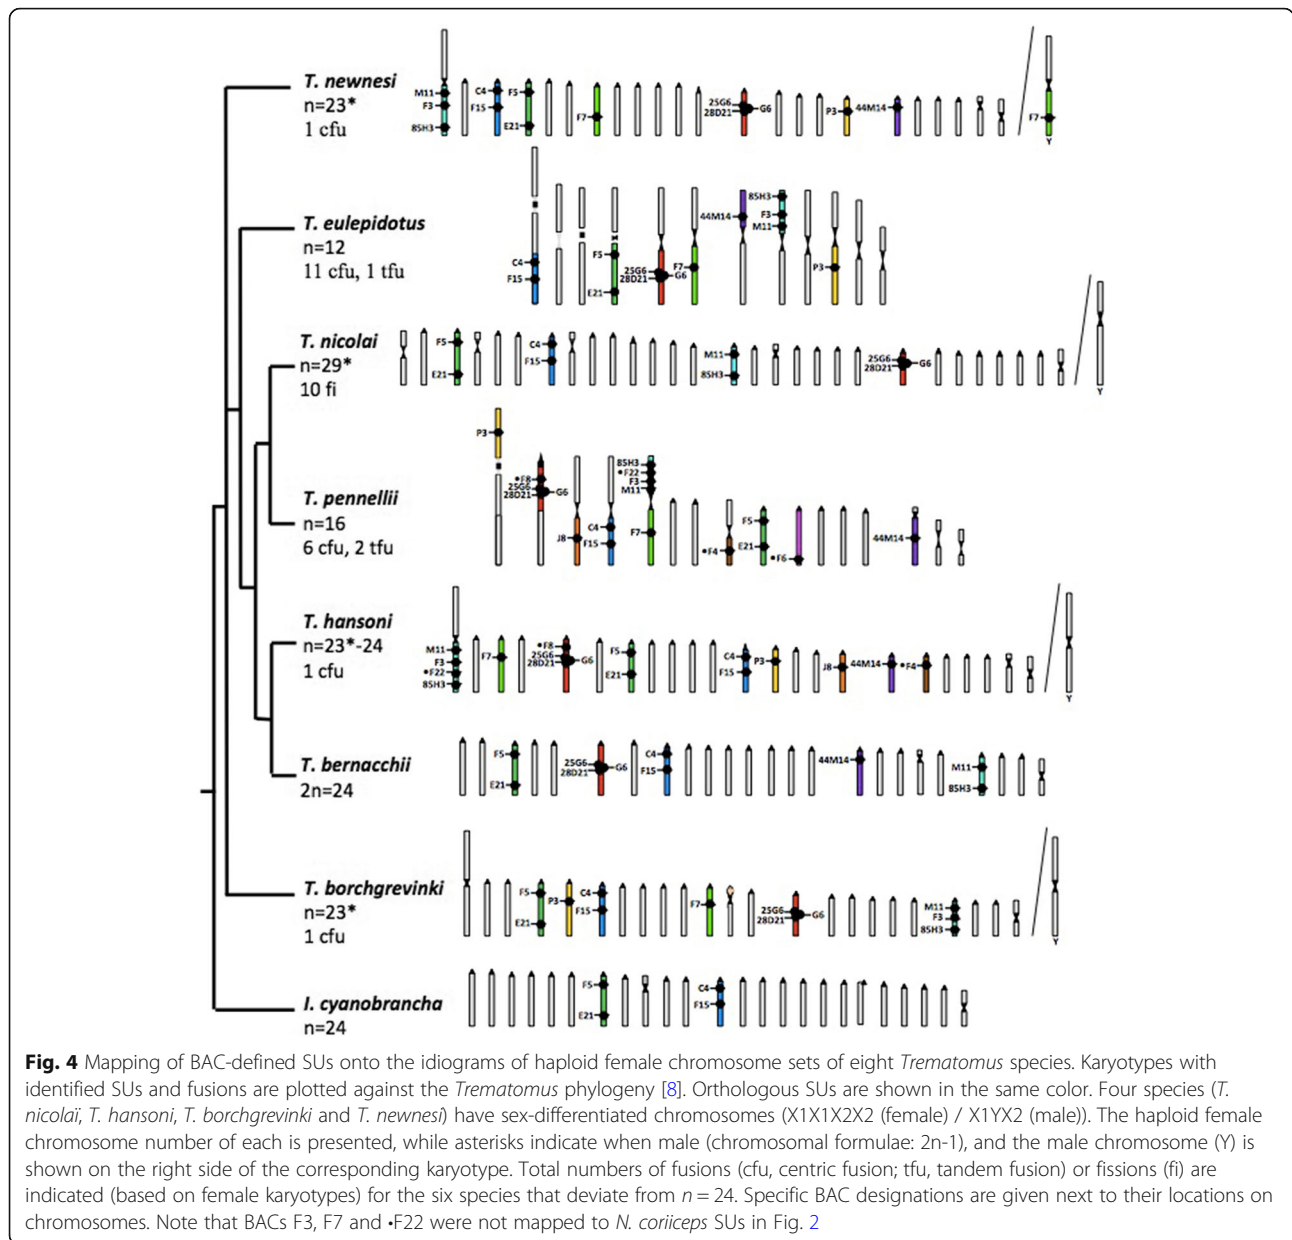 T. newnesi
n=23*
1 cfu
M11
F3
85H3
C4
F15
F5
E21
F7
25G6
28D21
G6
P3
44M14
F7
Y
T. eulepidotus
n=12
11 cfu, 1 tfu
C4
F15
F5
E21
25G6
28D21
G6
F7
44M14
85H3
F3
M11
P3
T. nicolai
n=29*
10 fi
F5
E21
C4
F15
M11
85H3
25G6
28D21
G6
Y
T. pennellii
n=16
6 cfu, 2 tfu
P3
•F8
25G6
28D21
G6
J8
C4
F15
85H3
•F22
F3
M11
F7
•F4
F5
E21
•F6
44M14
T. hansoni
n=23*-24
1 cfu
M11
F3
•F22
85H3
F7
•F8
25G6
28D21
G6
F5
E21
C4
F15
P3
J8
44M14
•F4
Y
T. bernacchii
2n=24
F5
E21
25G6
28D21
G6
C4
F15
44M14
M11
85H3
T. borchgrevinki
n=23*
1 cfu
F5
E21
P3
C4
F15
F7
25G6
28D21
G6
M11
F3
85H3
Y
I. cyanobrancha
n=24
F5
E21
C4
F15
Fig. 4 Mapping of BAC-defined SUs onto the idiograms of haploid female chromosome sets of eight Trematomus species. Karyotypes with
identified SUs and fusions are plotted against the Trematomus phylogeny [8]. Orthologous SUs are shown in the same color. Four species (T.
nicolaï, T. hansoni, T. borchgrevinki and T. newnesi) have sex-differentiated chromosomes (X1X1X2X2 (female) / X1YX2 (male)). The haploid female
chromosome number of each is presented, while asterisks indicate when male (chromosomal formulae: 2n-1), and the male chromosome (Y) is
shown on the right side of the corresponding karyotype. Total numbers of fusions (cfu, centric fusion; tfu, tandem fusion) or fissions (fi) are
indicated (based on female karyotypes) for the six species that deviate from n = 24. Specific BAC designations are given next to their locations on
chromosomes. Note that BACs F3, F7 and •F22 were not mapped to N. coriiceps SUs in Fig. 2